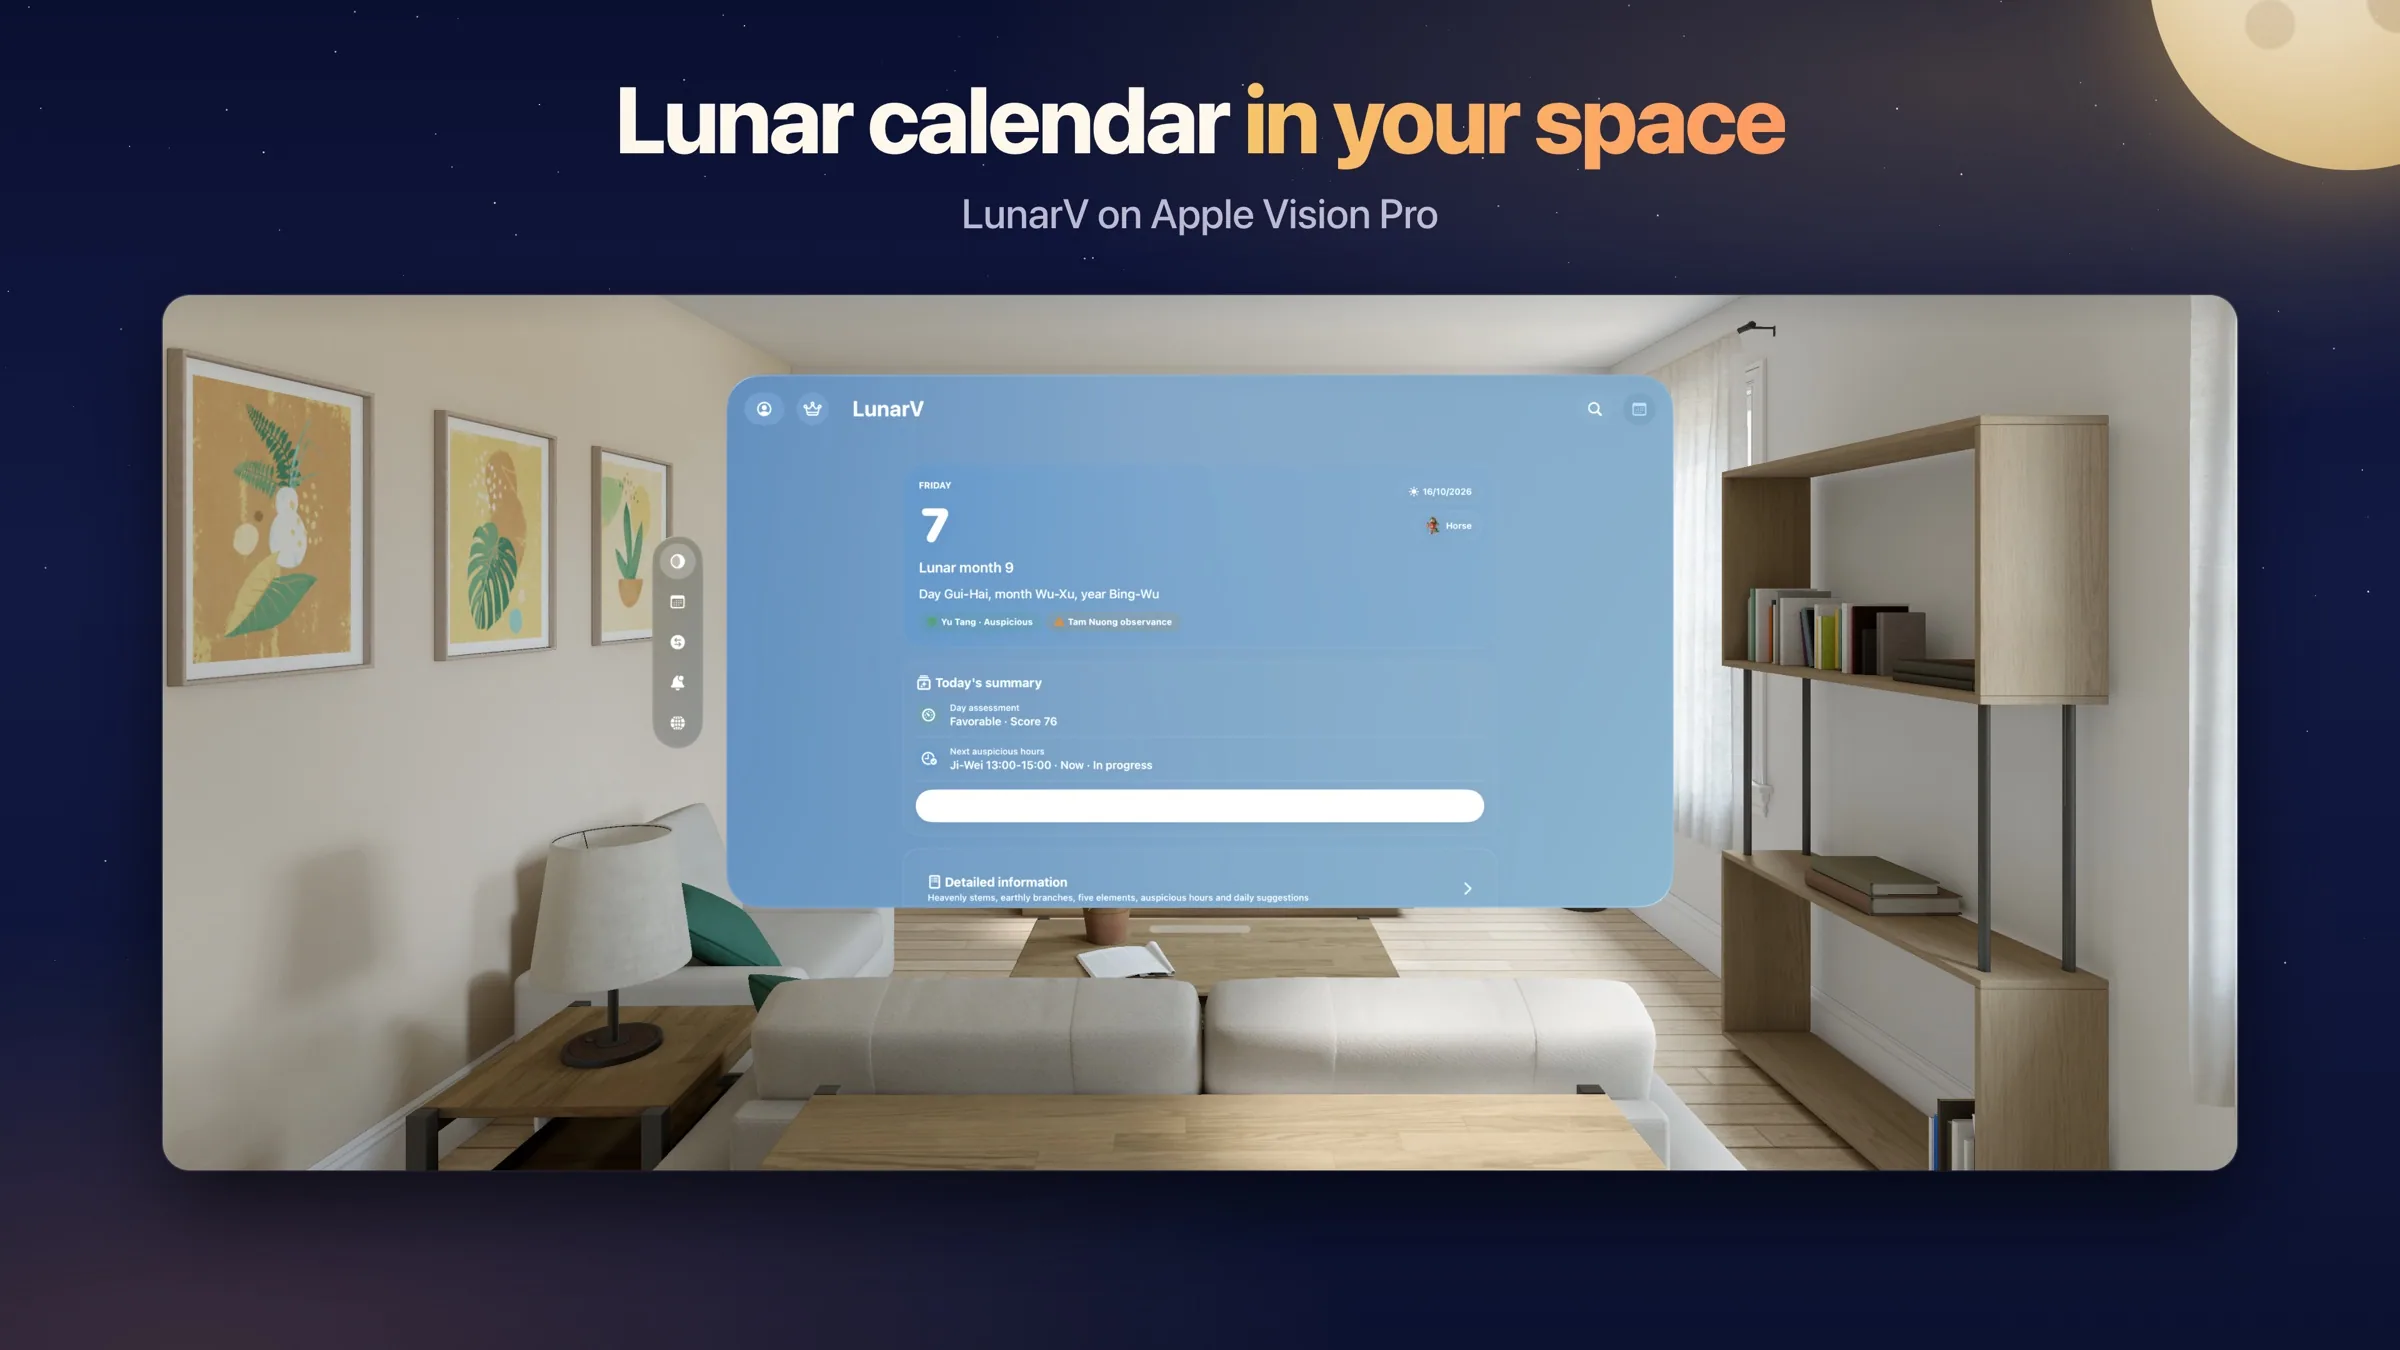 Lunar calendar in your space
LunarV on Apple Vision Pro
LunarV
FRIDAY
16/10/2026
7
Horse
Lunar month 9
Day Gui-Hai, month Wu-Xu, year Bing-Wu
Yu Tang · Auspicious
Tam Nuong observance
Today's summary
Day assessment
Favorable · Score 76
Next auspicious hours
Ji-Wei 13:00-15:00 · Now · In progress
Detailed information
Heavenly stems, earthly branches, five elements, auspicious hours and daily suggestions